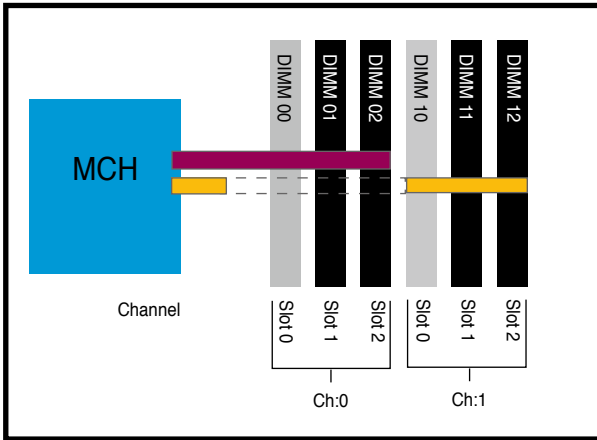 DIMM 00
DIMM 01
DIMM 02
DIMM 10
DIMM 11
DIMM 12
MCH
Channel
Slot 0
Slot 1
Slot 2
Slot 0
Slot 1
Slot 2
Ch:0
Ch:1